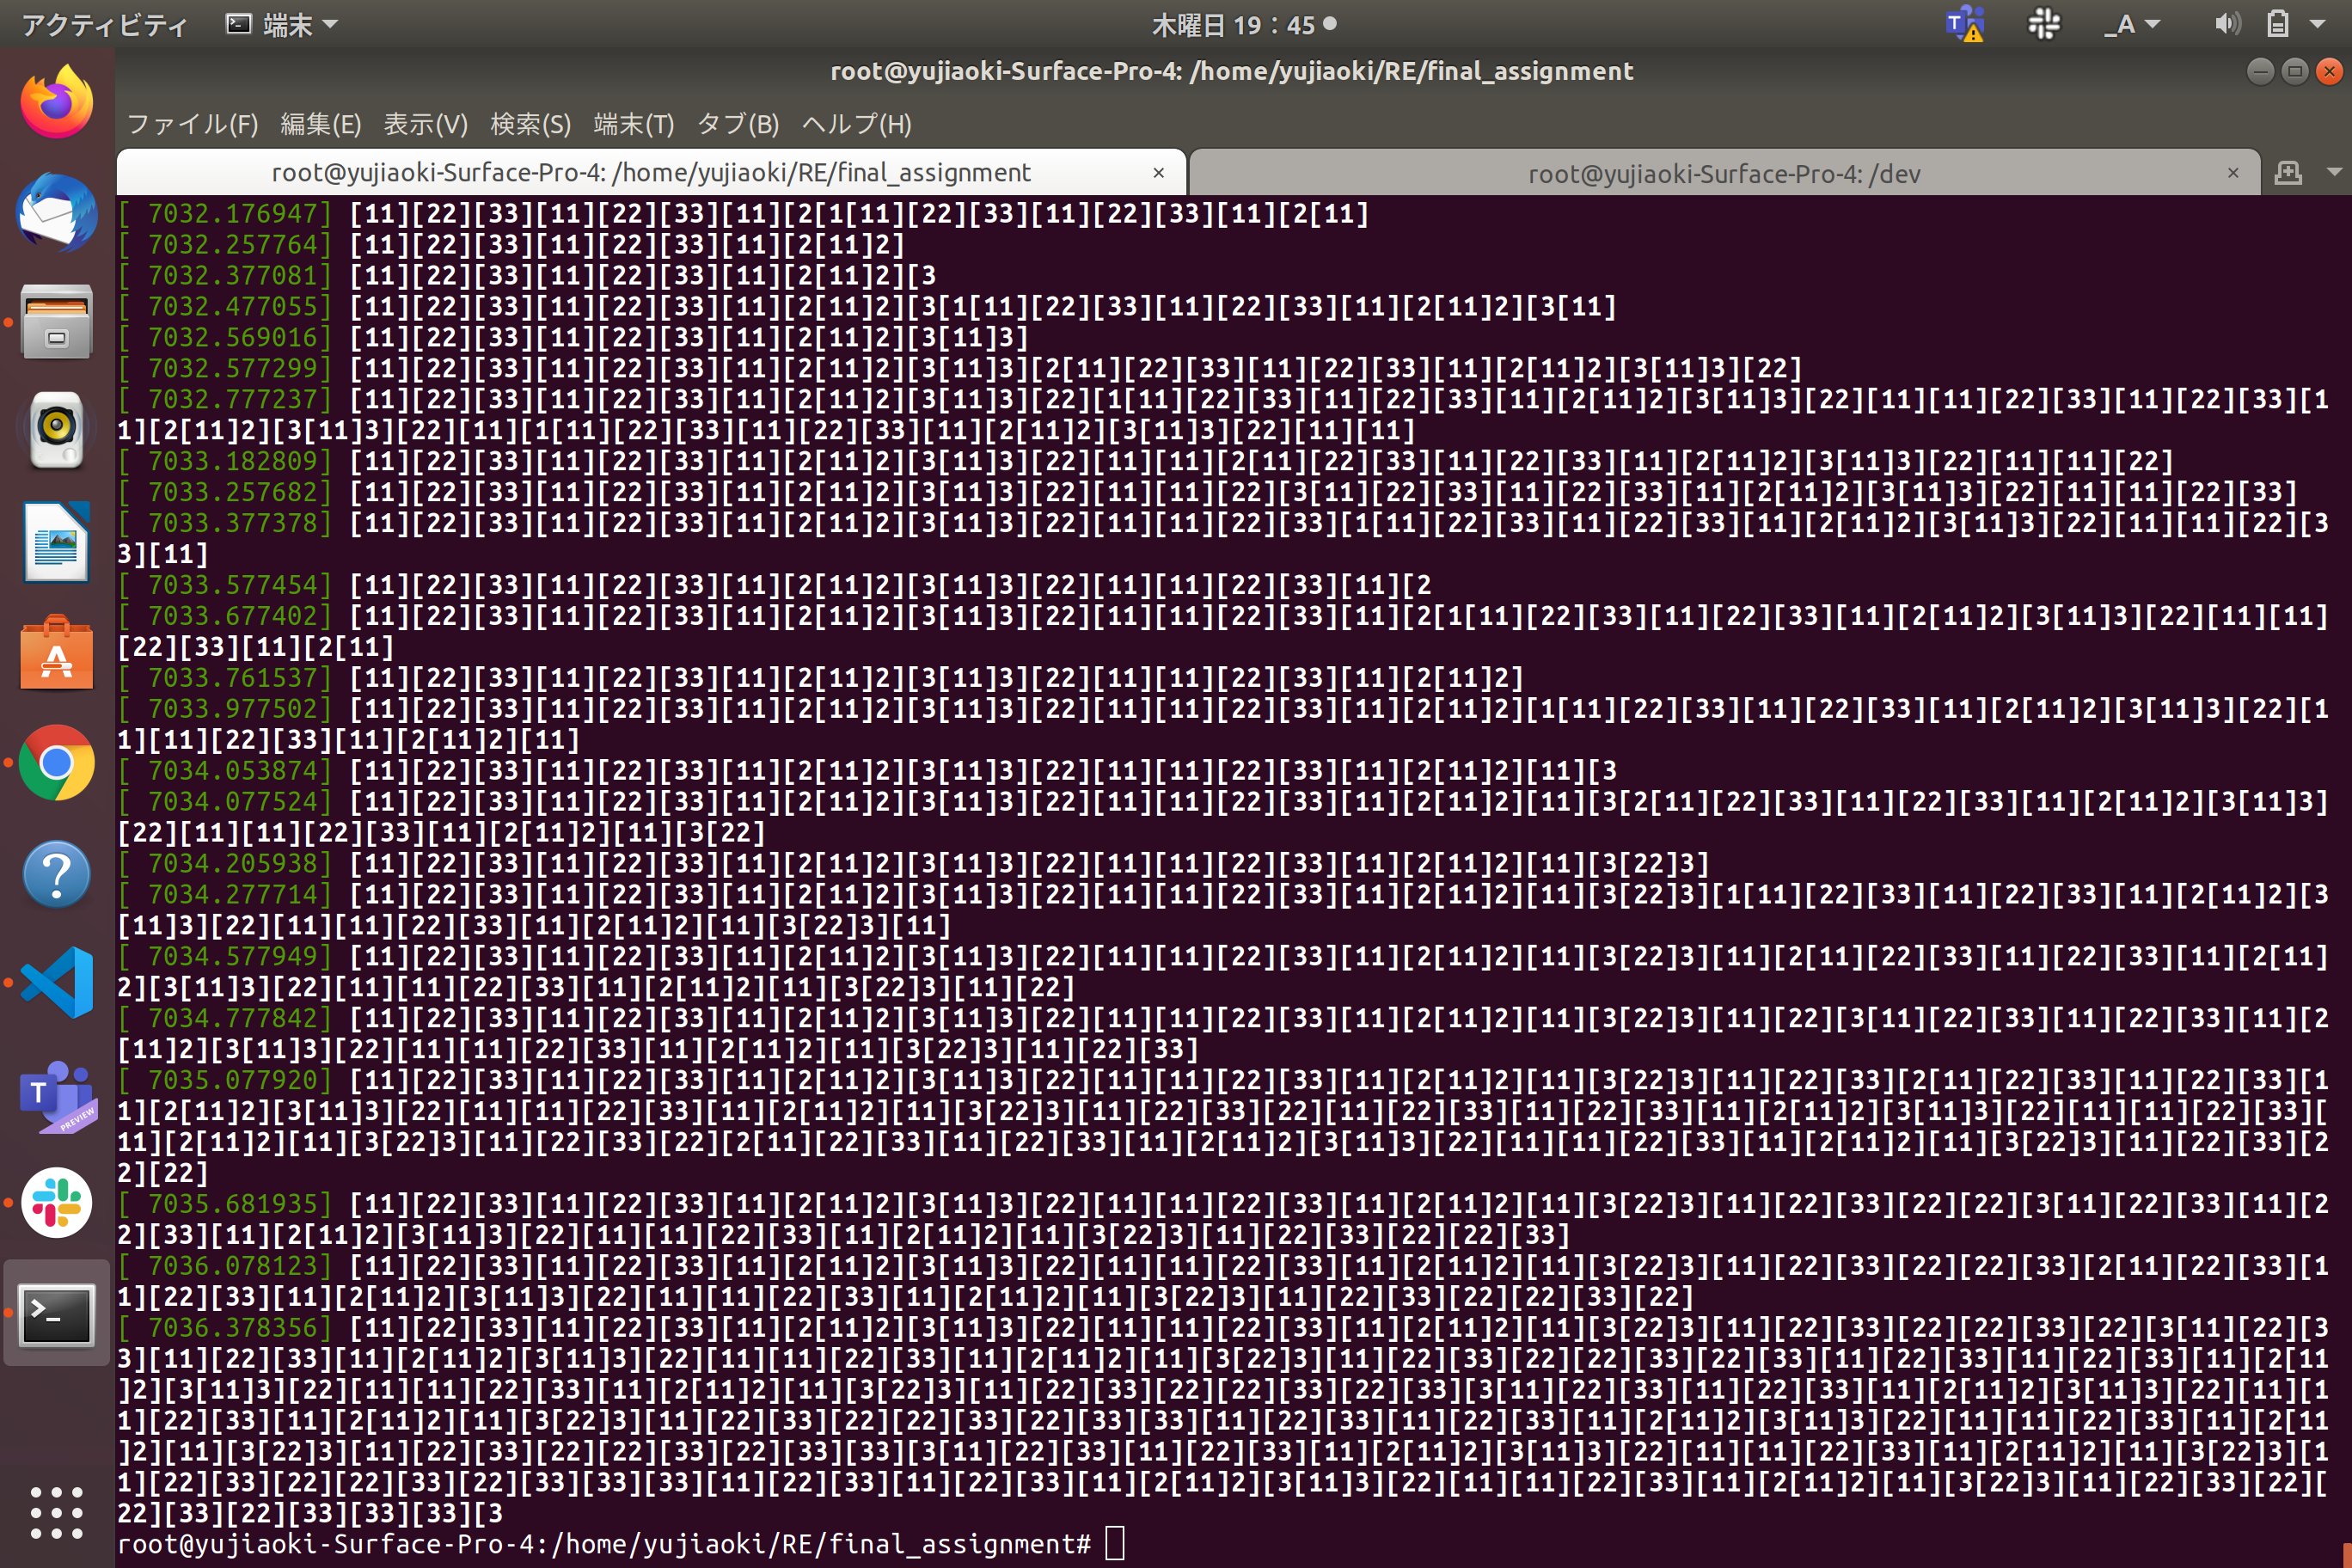 アクティビティ 端末 木曜日 19：45 _A
root@yujiaoki-Surface-Pro-4: /home/yujiaoki/RE/final_assignment
ファイル(F) 編集(E) 表示(V) 検索(S) 端末(T) タブ(B) ヘルプ(H)
root@yujiaoki-Surface-Pro-4: /home/yujiaoki/RE/final_assignment × root@yujiaoki-Surface-Pro-4: /dev ×
[ 7032.176947] [11][22][33][11][22][33][11][2[1[11][22][33][11][22][33][11][2[11]
[ 7032.257764] [11][22][33][11][22][33][11][2[11]2]
[ 7032.377081] [11][22][33][11][22][33][11][2[11]2][3
[ 7032.477055] [11][22][33][11][22][33][11][2[11]2][3[1[11][22][33][11][22][33][11][2[11]2][3[11]
[ 7032.569016] [11][22][33][11][22][33][11][2[11]2][3[11]3]
[ 7032.577299] [11][22][33][11][22][33][11][2[11]2][3[11]3][2[11][22][33][11][22][33][11][2[11]2][3[11]3][22]
[ 7032.777237] [11][22][33][11][22][33][11][2[11]2][3[11]3][22][1[11][22][33][11][22][33][11][2[11]2][3[11]3][22][11][11][22][33][11][22][33][1
1][2[11]2][3[11]3][22][11][1[11][22][33][11][22][33][11][2[11]2][3[11]3][22][11][11]
[ 7033.182809] [11][22][33][11][22][33][11][2[11]2][3[11]3][22][11][11][2[11][22][33][11][22][33][11][2[11]2][3[11]3][22][11][11][22]
[ 7033.257682] [11][22][33][11][22][33][11][2[11]2][3[11]3][22][11][11][22][3[11][22][33][11][22][33][11][2[11]2][3[11]3][22][11][11][22][33]
[ 7033.377378] [11][22][33][11][22][33][11][2[11]2][3[11]3][22][11][11][22][33][1[11][22][33][11][22][33][11][2[11]2][3[11]3][22][11][11][22][3
3][11]
[ 7033.577454] [11][22][33][11][22][33][11][2[11]2][3[11]3][22][11][11][22][33][11][2
[ 7033.677402] [11][22][33][11][22][33][11][2[11]2][3[11]3][22][11][11][22][33][11][2[1[11][22][33][11][22][33][11][2[11]2][3[11]3][22][11][11]
[22][33][11][2[11]
[ 7033.761537] [11][22][33][11][22][33][11][2[11]2][3[11]3][22][11][11][22][33][11][2[11]2]
[ 7033.977502] [11][22][33][11][22][33][11][2[11]2][3[11]3][22][11][11][22][33][11][2[11]2][1[11][22][33][11][22][33][11][2[11]2][3[11]3][22][1
1][11][22][33][11][2[11]2][11]
[ 7034.053874] [11][22][33][11][22][33][11][2[11]2][3[11]3][22][11][11][22][33][11][2[11]2][11][3
[ 7034.077524] [11][22][33][11][22][33][11][2[11]2][3[11]3][22][11][11][22][33][11][2[11]2][11][3[2[11][22][33][11][22][33][11][2[11]2][3[11]3]
[22][11][11][22][33][11][2[11]2][11][3[22]
[ 7034.205938] [11][22][33][11][22][33][11][2[11]2][3[11]3][22][11][11][22][33][11][2[11]2][11][3[22]3]
[ 7034.277714] [11][22][33][11][22][33][11][2[11]2][3[11]3][22][11][11][22][33][11][2[11]2][11][3[22]3][1[11][22][33][11][22][33][11][2[11]2][3
[11]3][22][11][11][22][33][11][2[11]2][11][3[22]3][11]
[ 7034.577949] [11][22][33][11][22][33][11][2[11]2][3[11]3][22][11][11][22][33][11][2[11]2][11][3[22]3][11][2[11][22][33][11][22][33][11][2[11]
2][3[11]3][22][11][11][22][33][11][2[11]2][11][3[22]3][11][22]
[ 7034.777842] [11][22][33][11][22][33][11][2[11]2][3[11]3][22][11][11][22][33][11][2[11]2][11][3[22]3][11][22][3[11][22][33][11][22][33][11][2
[11]2][3[11]3][22][11][11][22][33][11][2[11]2][11][3[22]3][11][22][33]
[ 7035.077920] [11][22][33][11][22][33][11][2[11]2][3[11]3][22][11][11][22][33][11][2[11]2][11][3[22]3][11][22][33][2[11][22][33][11][22][33][1
1][2[11]2][3[11]3][22][11][11][22][33][11][2[11]2][11][3[22]3][11][22][33][22][11][22][33][11][22][33][11][2[11]2][3[11]3][22][11][11][22][33][
11][2[11]2][11][3[22]3][11][22][33][22][2[11][22][33][11][22][33][11][2[11]2][3[11]3][22][11][11][22][33][11][2[11]2][11][3[22]3][11][22][33][2
2][22]
[ 7035.681935] [11][22][33][11][22][33][11][2[11]2][3[11]3][22][11][11][22][33][11][2[11]2][11][3[22]3][11][22][33][22][22][3[11][22][33][11][2
2][33][11][2[11]2][3[11]3][22][11][11][22][33][11][2[11]2][11][3[22]3][11][22][33][22][22][33]
[ 7036.078123] [11][22][33][11][22][33][11][2[11]2][3[11]3][22][11][11][22][33][11][2[11]2][11][3[22]3][11][22][33][22][22][33][2[11][22][33][1
1][22][33][11][2[11]2][3[11]3][22][11][11][22][33][11][2[11]2][11][3[22]3][11][22][33][22][22][33][22]
[ 7036.378356] [11][22][33][11][22][33][11][2[11]2][3[11]3][22][11][11][22][33][11][2[11]2][11][3[22]3][11][22][33][22][22][33][22][3[11][22][3
3][11][22][33][11][2[11]2][3[11]3][22][11][11][22][33][11][2[11]2][11][3[22]3][11][22][33][22][22][33][22][33][11][22][33][11][22][33][11][2[11
]2][3[11]3][22][11][11][22][33][11][2[11]2][11][3[22]3][11][22][33][22][22][33][22][33][3[11][22][33][11][22][33][11][2[11]2][3[11]3][22][11][1
1][22][33][11][2[11]2][11][3[22]3][11][22][33][22][22][33][22][33][33][11][22][33][11][22][33][11][2[11]2][3[11]3][22][11][11][22][33][11][2[11
]2][11][3[22]3][11][22][33][22][22][33][22][33][33][3[11][22][33][11][22][33][11][2[11]2][3[11]3][22][11][11][22][33][11][2[11]2][11][3[22]3][1
1][22][33][22][22][33][22][33][33][33][11][22][33][11][22][33][11][2[11]2][3[11]3][22][11][11][22][33][11][2[11]2][11][3[22]3][11][22][33][22][
22][33][22][33][33][33][3
root@yujiaoki-Surface-Pro-4:/home/yujiaoki/RE/final_assignment#
T
A
?
T
PREVIEW